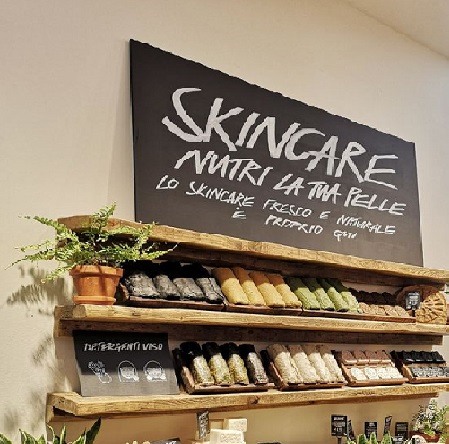 SKINCARE
NUTRI LA TUA PELLE
LO SKINCARE FRESCO E NATURALE
E PROPRIO QUI
DETERGENTI VISO